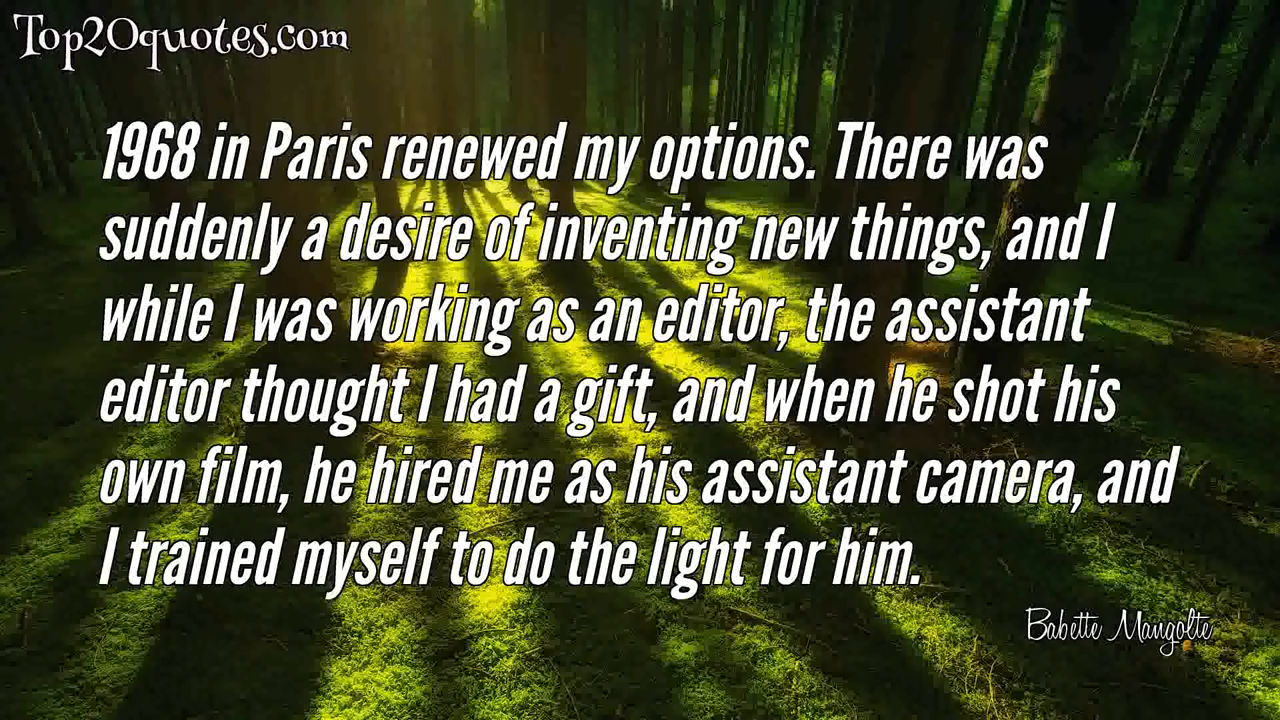 Top20quotes.com
1968 in Paris renewed my options. There was
suddenly a desire of inventing new things, and I
while I was working as an editor, the assistant
editor thought I had a gift, and when he shot his
own film, he hired me as his assistant camera, and
I trained myself to do the light for him.
Babette Mangolte